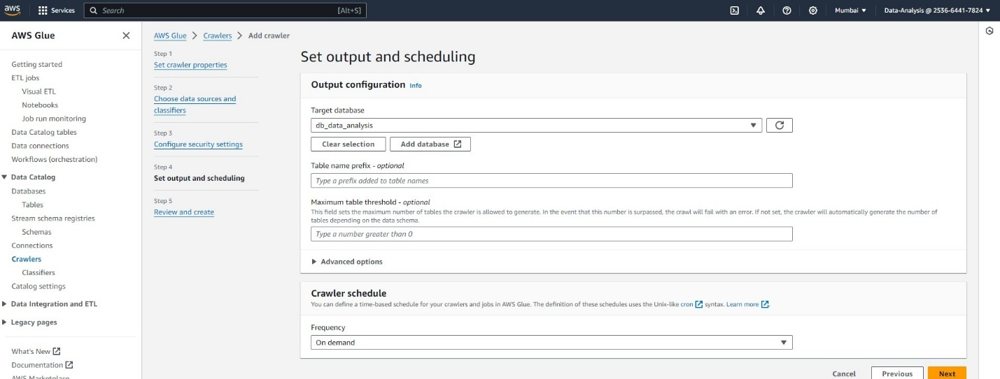 aws
Services
Search
[Alt+S]
Mumbai
Data-Analysis @ 2536-6441-7824
AWS Glue
Getting started
ETL jobs
Visual ETL
Notebooks
Job run monitoring
Data Catalog tables
Data connections
Workflows (orchestration)
Data Catalog
Databases
Tables
Stream schema registries
Schemas
Connections
Crawlers
Classifiers
Catalog settings
Data Integration and ETL
Legacy pages
What's New
Documentation
AWS Marketplace
AWS Glue > Crawlers > Add crawler
Step 1
Set crawler properties
Step 2
Choose data sources and
classifiers
Step 3
Configure security settings
Step 4
Set output and scheduling
Step 5
Review and create
Set output and scheduling
Output configuration Info
Target database
db_data_analysis
Clear selection
Add database
Table name prefix - optional
Type a prefix added to table names
Maximum table threshold - optional
This field sets the maximum number of tables the crawler is allowed to generate. In the event that this number is surpassed, the crawl will fail with an error. If not set, the crawler will automatically generate the number of
tables depending on the data schema.
Type a number greater than 0
Advanced options
Crawler schedule
You can define a time-based schedule for your crawlers and jobs in AWS Glue. The definition of these schedules uses the Unix-like cron syntax. Learn more.
Frequency
On demand
Cancel
Previous
Next